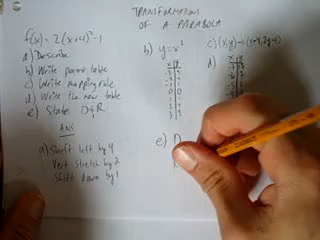 TRANSFORMATIONS
OF A PARABOLA
f(x) = 2(x+4)² - 1
a) Describe
b) Write parent table
c) Write mapping rule
d) Write the new table
e) State D & R
Ans
a) Shift left by 4
Vert. Stretch by 2
Shift down by 1
b) y = x²
x y
c) (x,y) → (x-4, 2y-1)
d)
x y
e) D